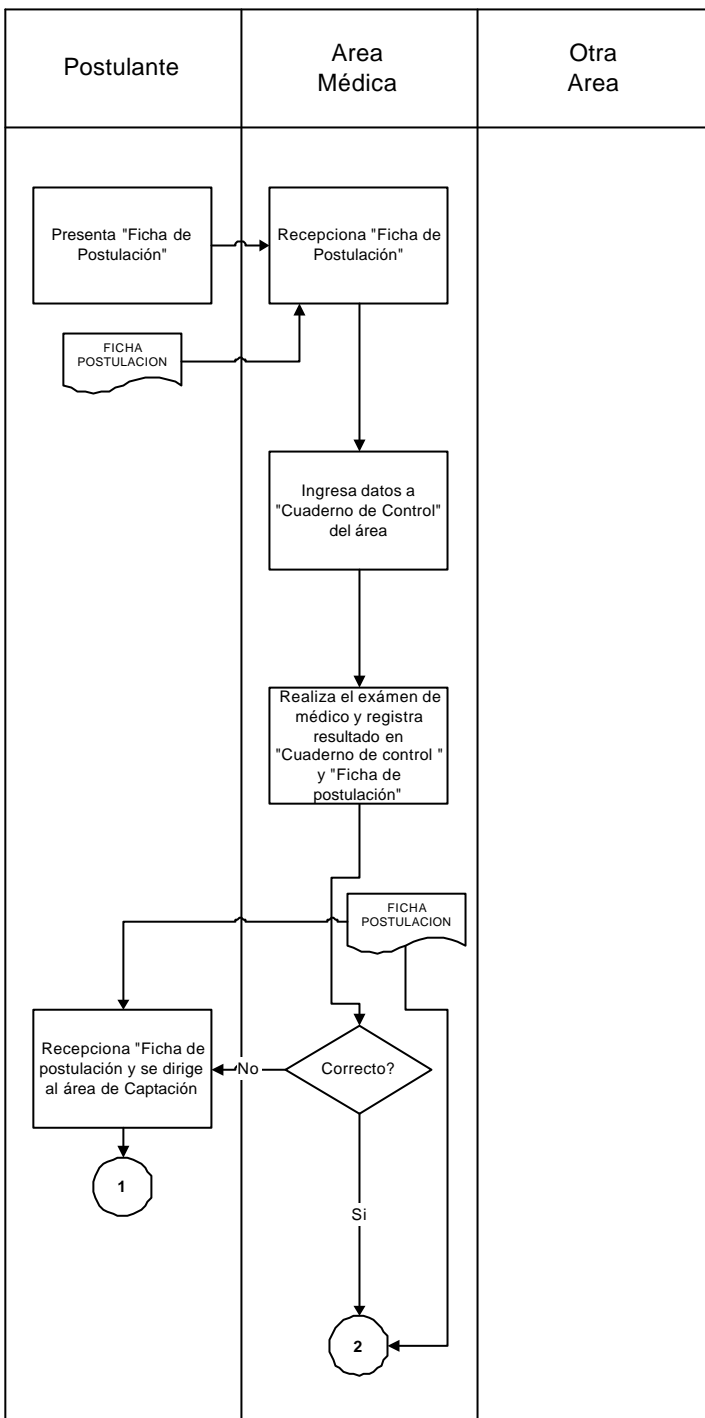 Postulante
Area
Médica
Otra
Area
Presenta "Ficha de
Postulación"
Recepciona "Ficha de
Postulación"
FICHA
POSTULACION
Ingresa datos a
"Cuaderno de Control"
del área
Realiza el exámen de
médico y registra
resultado en
"Cuaderno de control "
y "Ficha de
postulación"
FICHA
POSTULACION
Recepciona "Ficha de
postulación y se dirige
al área de Captación
No
Correcto?
1
Si
2